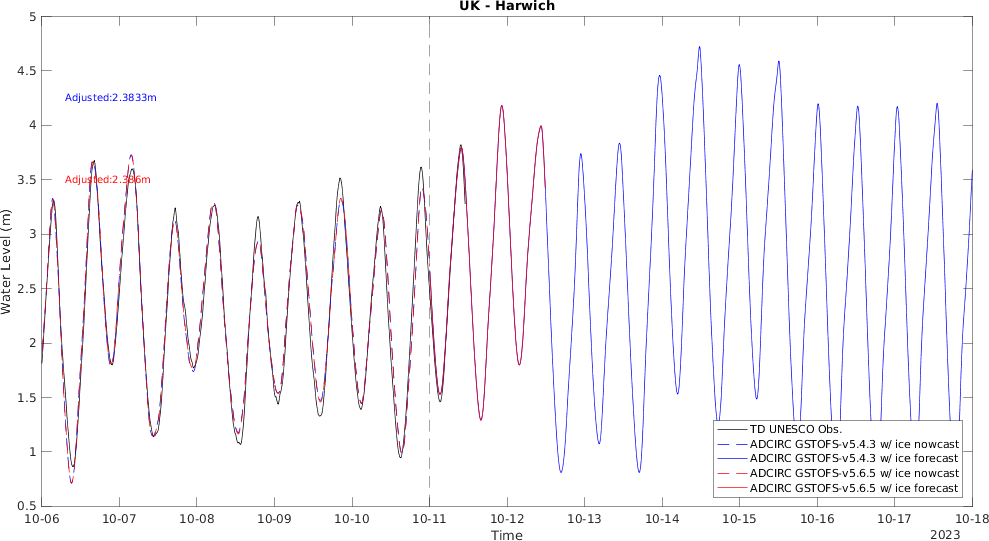 UK - Harwich
5
4.5
4
3.5
3
2.5
2
1.5
1
0.5
Water Level (m)
Adjusted:2.3833m
Adjusted:2.386m
TD UNESCO Obs.
ADCIRC GSTOFS-v5.4.3 w/ ice nowcast
ADCIRC GSTOFS-v5.4.3 w/ ice forecast
ADCIRC GSTOFS-v5.6.5 w/ ice nowcast
ADCIRC GSTOFS-v5.6.5 w/ ice forecast
10-06 10-07 10-08 10-09 10-10 10-11 10-12 10-13 10-14 10-15 10-16 10-17 10-18
Time
2023